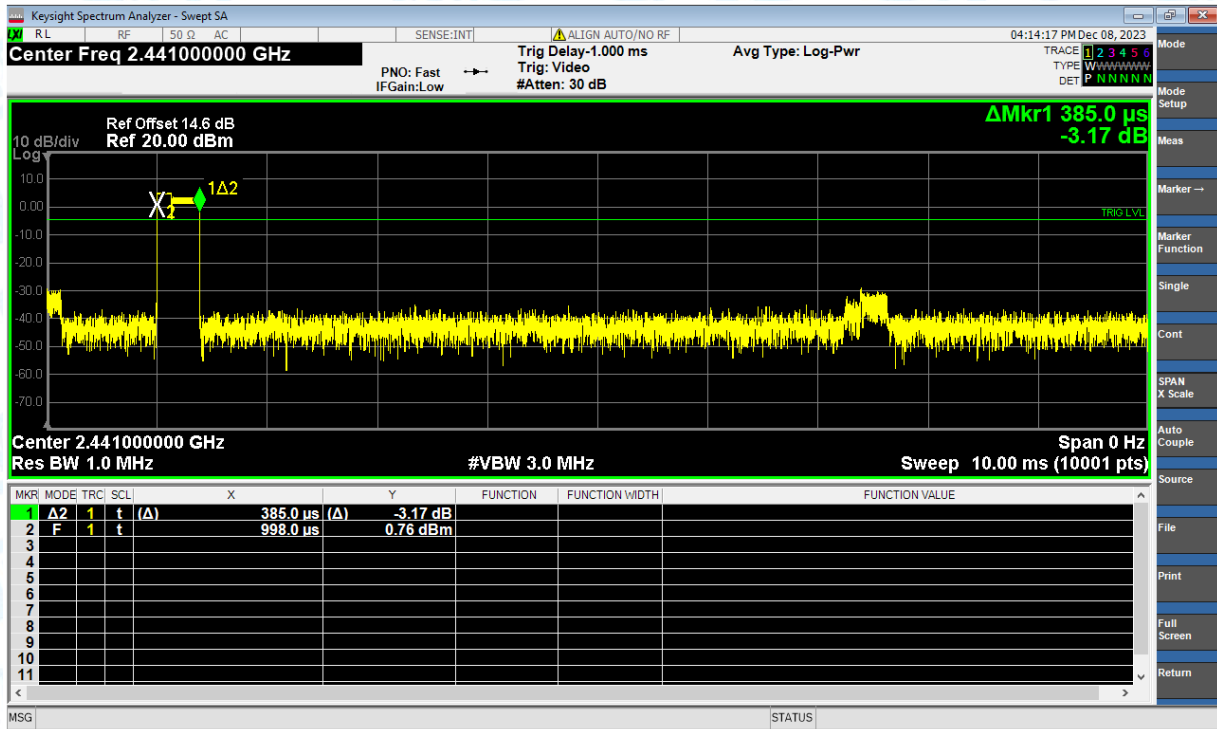 Keysight Spectrum Analyzer - Swept SA
LXI RL RF 50 Ω AC SENSE:INT ALIGN AUTO/NO RF 04:14:17 PM Dec 08, 2023
Center Freq 2.441000000 GHz
PNO: Fast
IFGain:Low
Trig Delay-1.000 ms
Trig: Video
#Atten: 30 dB
Avg Type: Log-Pwr
TRACE 1 2 3 4 5 6
TYPE WWWWWW
DET P N N N N N
ΔMkr1 385.0 µs
-3.17 dB
Ref Offset 14.6 dB
10 dB/div Ref 20.00 dBm
Log
10.0
0.00
-10.0
-20.0
-30.0
-40.0
-50.0
-60.0
-70.0
1Δ2
X2
TRIG LVL
Center 2.441000000 GHz Span 0 Hz
Res BW 1.0 MHz #VBW 3.0 MHz Sweep 10.00 ms (10001 pts)
MKR MODE TRC SCL X Y FUNCTION FUNCTION WIDTH FUNCTION VALUE
1 Δ2 1 t (Δ) 385.0 µs (Δ) -3.17 dB
2 F 1 t 998.0 µs 0.76 dBm
3
4
5
6
7
8
9
10
11
MSG STATUS
Mode
Mode
Setup
Meas
Marker →
Marker
Function
Single
Cont
SPAN
X Scale
Auto
Couple
Source
File
Print
Full
Screen
Return